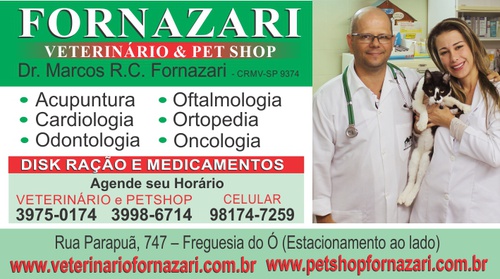 FORNAZARI
VETERINÁRIO & PET SHOP
Dr. Marcos R.C. Fornazari - CRMV-SP 9374
• Acupuntura • Oftalmologia
• Cardiologia • Ortopedia
• Odontologia • Oncologia
DISK RAÇÃO E MEDICAMENTOS
Agende seu Horário
VETERINÁRIO e PETSHOP CELULAR
3975-0174 3998-6714 98174-7259
Rua Parapuã, 747 – Freguesia do Ó (Estacionamento ao lado)
www.veterinariofornazari.com.br www.petshopfornazari.com.br